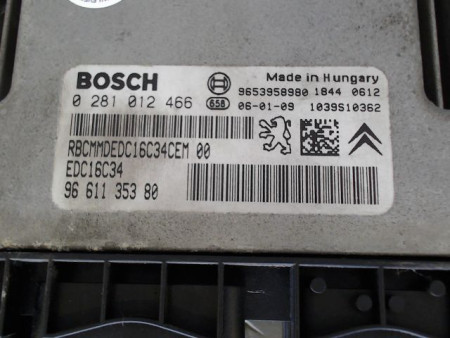 BOSCH
Made in Hungary
9653958980 1844 0612
0 281 012 466 658 06-01-09 1039S10362
RBCMMDEDC16C34CEM 00
EDC16C34
96 611 353 80